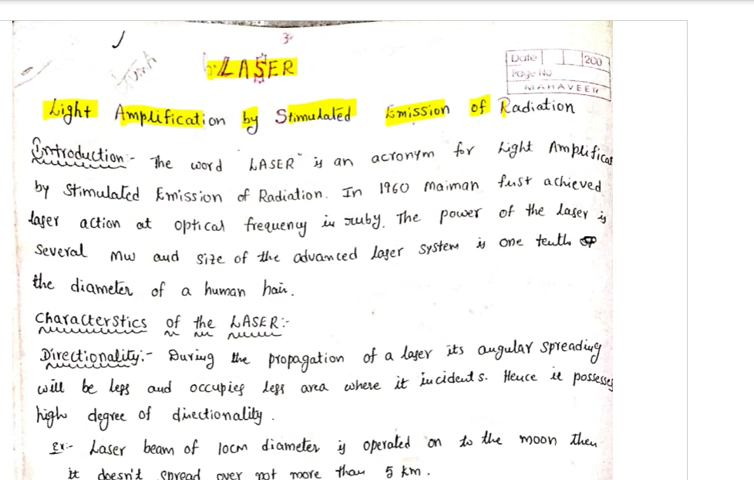 3
LASER
Date 200
Page No
MAHAVEER
Light Amplification by Stimulated Emission of Radiation
Introduction:- The word "LASER" is an acronym for Light Amplificat
by Stimulated Emission of Radiation. In 1960 Maiman first achieved
laser action at optical frequency in ruby. The power of the laser is
several mw and size of the advanced laser system is one tenth of
the diameter of a human hair.
Characterstics of the LASER:-
Directionality:- During the propagation of a laser its angular spreading
will be less and occupies less area where it incidents. Hence it possesses
high degree of directionality.
Ex:- Laser beam of 10cm diameter is operated on to the moon then
it doesn't spread over not more than 5 km.